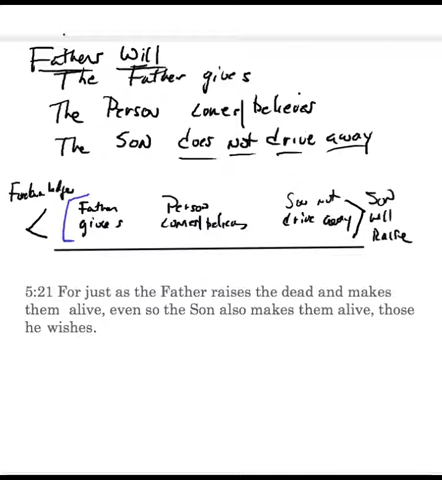 Fathers Will
The Father gives
The Person comes/believes
The Son does not drive away
Father gives
Person comes/believes
Son not drive away
Son will Raise
5:21 For just as the Father raises the dead and makes
them alive, even so the Son also makes them alive, those
he wishes.